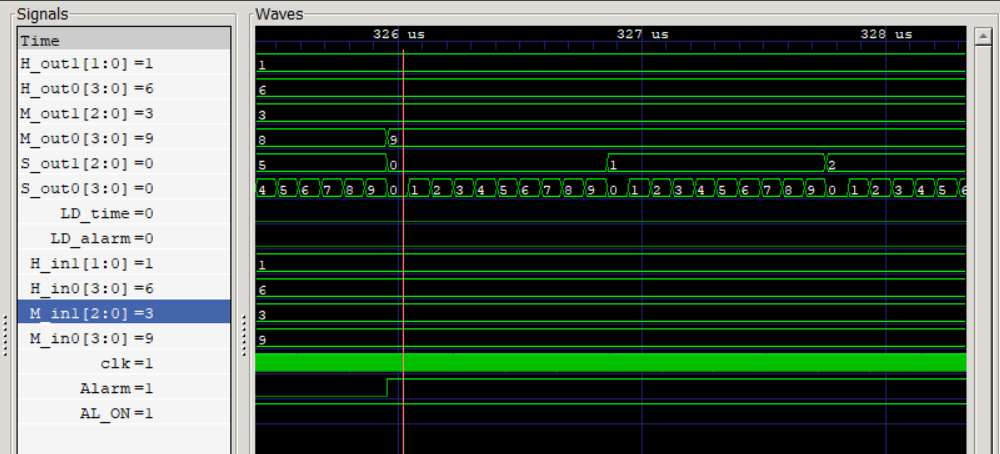 Signals
Time
H_out1[1:0] =1
H_out0[3:0] =6
M_out1[2:0] =3
M_out0[3:0] =9
S_out1[2:0] =0
S_out0[3:0] =0
LD_time =0
LD_alarm =0
H_in1[1:0] =1
H_in0[3:0] =6
M_in1[2:0] =3
M_in0[3:0] =9
clk =1
Alarm =1
AL_ON =1
Waves
326 us 327 us 328 us
1
6
3
8 9
5 0 1 2
4 5 6 7 8 9 0 1 2 3 4 5 6 7 8 9 0 1 2 3 4 5 6 7 8 9 0 1 2 3 4 5 6
1
6
3
9